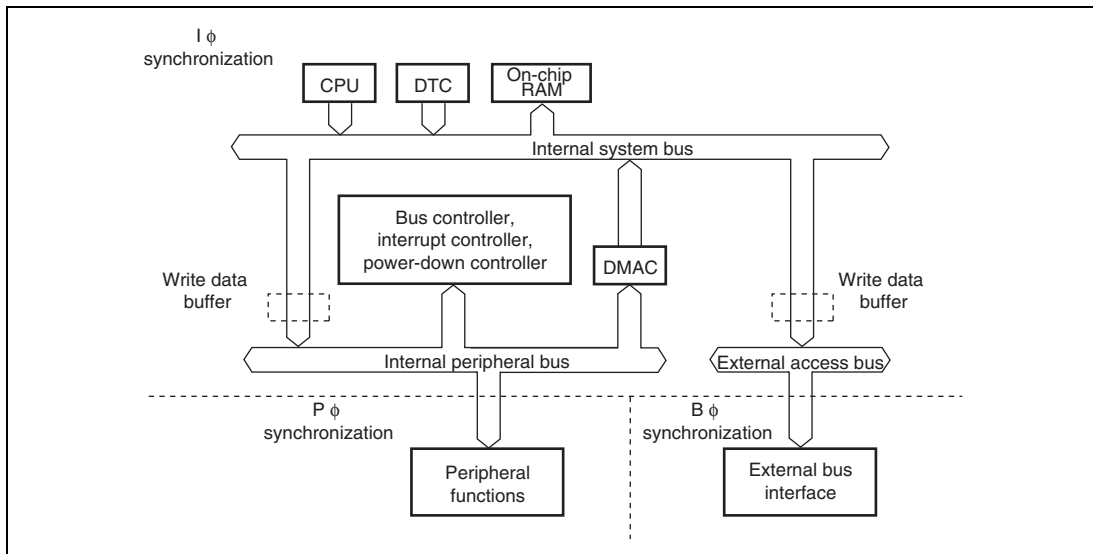 I ϕ
synchronization
CPU
DTC
On-chip
RAM
Internal system bus
Bus controller,
interrupt controller,
power-down controller
DMAC
Write data
buffer
Write data
buffer
Internal peripheral bus
External access bus
P ϕ
synchronization
B ϕ
synchronization
Peripheral
functions
External bus
interface